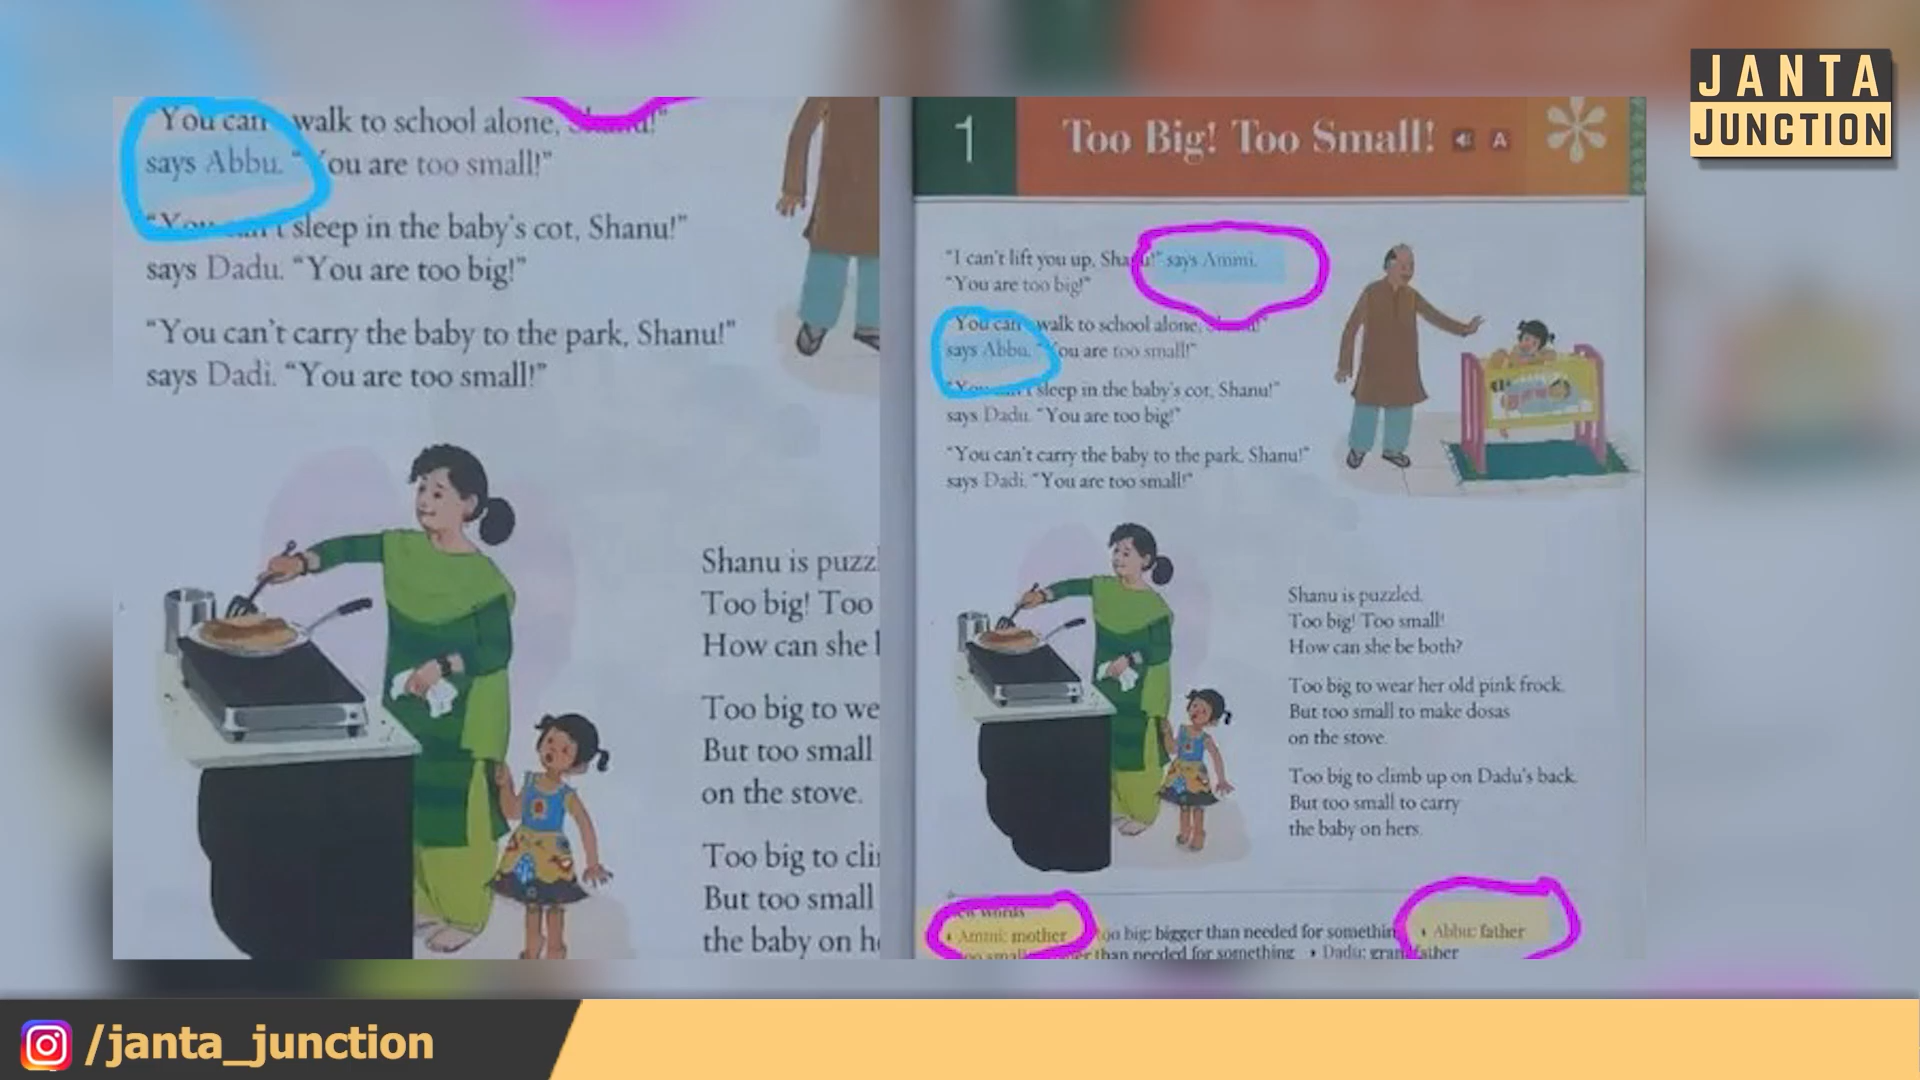 JANTA
JUNCTION
You can walk to school alone,
says Abbu. "You are too small!"
sleep in the baby's cot, Shanu!"
says Dadu. "You are too big!"
"You can't carry the baby to the park, Shanu!"
says Dadi. "You are too small!"
Shanu is
Too big! Too
How can she
Too big to
But too small
on the stove.
Too big to
But too small
the baby on
1
Too Big! Too Small!
A
"I can't lift you up, says Ammi.
"You are too big!"
You can walk to school alone,
says Abbu. ou are too small!"
sleep in the baby's cot, Shanu!"
says Dadu. "You are too big!"
"You can't carry the baby to the park, Shanu!"
says Dadi. "You are too small!"
Shanu is puzzled.
Too big! Too small!
How can she be both?
Too big to wear her old pink frock.
But too small to make dosas
on the stove.
Too big to climb up on Dadu's back.
But too small to carry
the baby on hers.
words
• Ammi: mother too big: bigger than needed for somethin • Abbu: father
than needed for something • Dadu: grandfather
/janta_junction